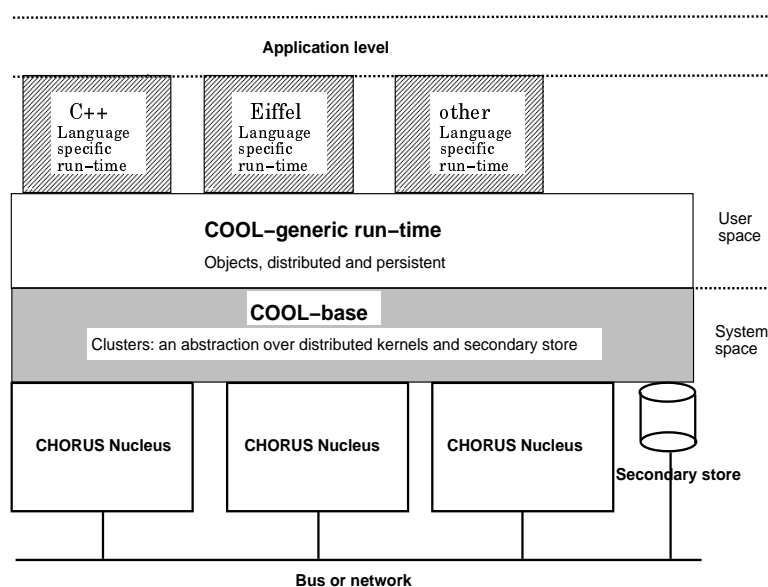 Application level
C++
Language
specific
run–time
Eiffel
Language
specific
run–time
other
Language
specific
run–time
COOL–generic run–time
Objects, distributed and persistent
User
space
COOL–base
Clusters: an abstraction over distributed kernels and secondary store
System
space
CHORUS Nucleus
CHORUS Nucleus
CHORUS Nucleus
Secondary store
Bus or network